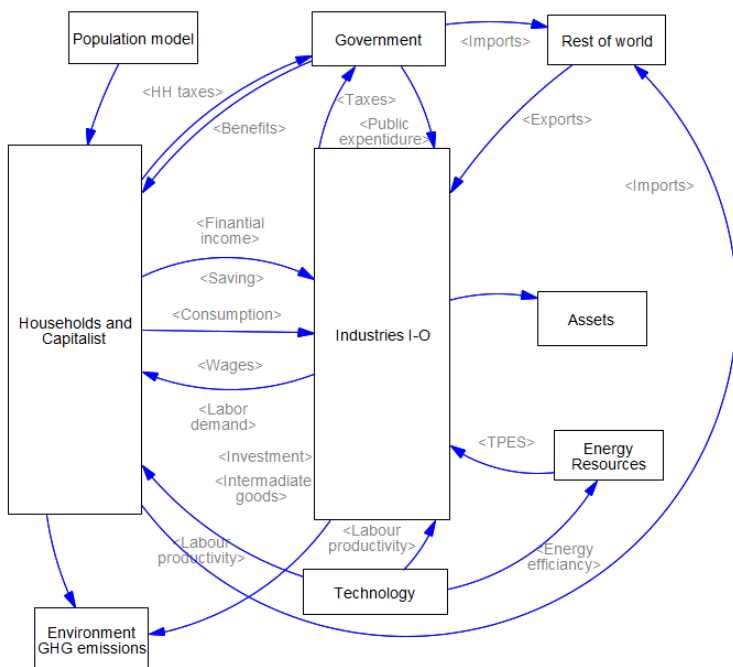 Population model
Government
Rest of world
<Imports>
<HH taxes>
<Taxes>
<Benefits>
<Public
expentidure>
<Exports>
<Imports>
<Finantial
income>
<Saving>
<Consumption>
Households and
Capitalist
Industries I-O
Assets
<Wages>
<Labor
demand>
<Investment>
<Intermadiate
goods>
<TPES>
Energy
Resources
<Labour
productivity>
<Labour
productivity>
<Energy
efficiancy>
Technology
Environment
GHG emissions